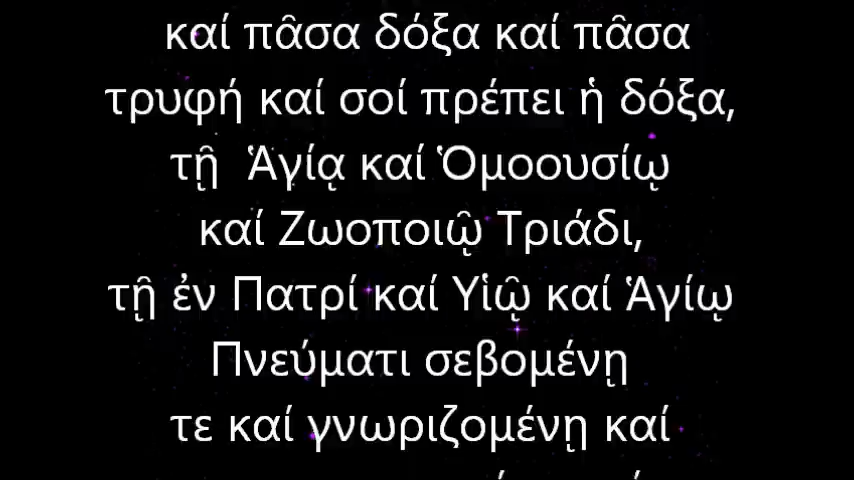 καί πᾶσα δόξα καί πᾶσα
τρυφή καί σοί πρέπει ἡ δόξα,
τῇ Ἁγίᾳ καί Ὁμοουσίῳ
καί Ζωοποιῷ Τριάδι,
τῇ ἐν Πατρί καί Υἱῷ καί Ἁγίῳ
Πνεύματι σεβομένῃ
τε καί γνωριζομένῃ καί